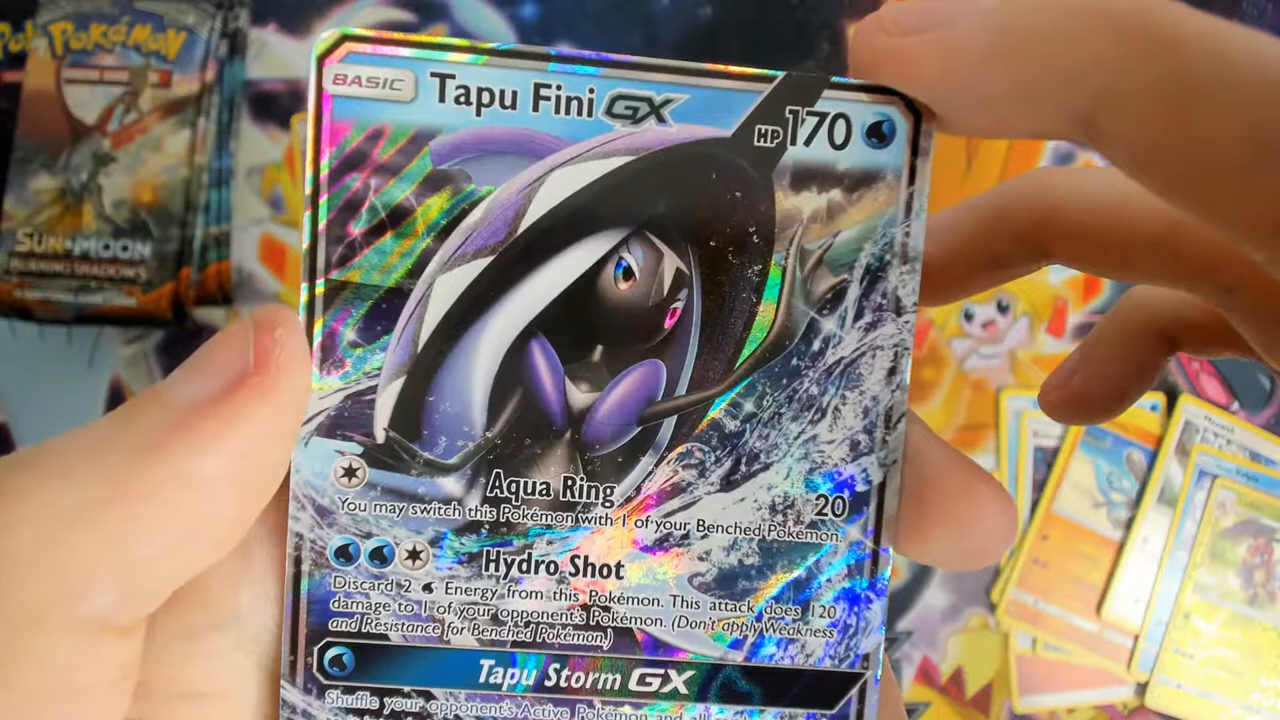 Pokémon
SUN & MOON
BURNING SHADOWS
BASIC Tapu Fini GX HP 170
Aqua Ring 20
You may switch this Pokémon with 1 of your Benched Pokémon.
Hydro Shot
Discard 2 Energy from this Pokémon. This attack does 120
damage to 1 of your opponent's Pokémon. (Don't apply Weakness
and Resistance for Benched Pokémon.)
Tapu Storm GX
Shuffle your opponent's Active Pokémon and all